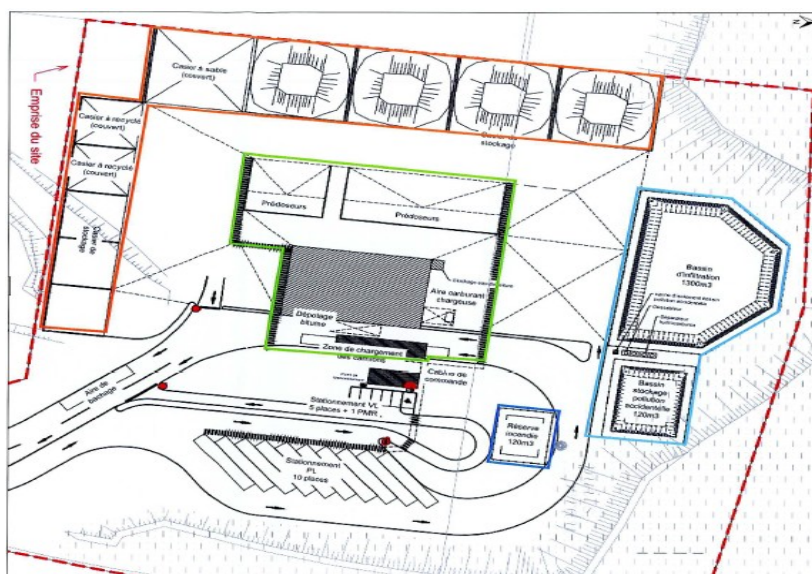 Casier à sable
(couvert)
Casier à recyclé
(couvert)
Casier à recyclé
(couvert)
stockage
stockage
Emprise du site
Prédoseurs
Prédoseurs
Aire carburant
chargeuse
Dépotage
bitume
Zone de chargement
des camions
Cabine de
commande
Stationnement VL
5 places + 1 PMR
Stationnement
PL
10 places
Aire de
bâchage
Réserve
incendie
120m3
Bassin
d'infiltration
1300m3
Bassin
stockage
pollution
accidentelle
120m3
N